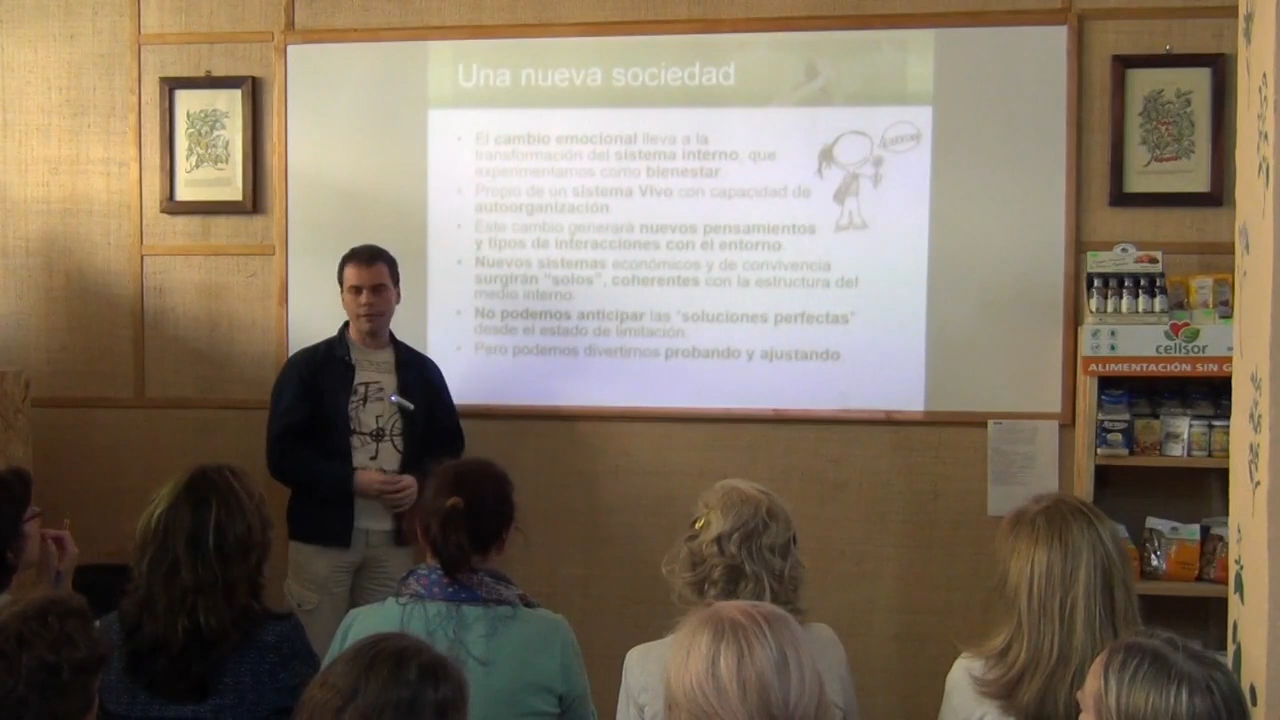 Una nueva sociedad
• El cambio emocional lleva a la
transformación del sistema interno, que
experimentamos como bienestar
• Propio de un sistema Vivo con capacidad de
autoorganización
• Este cambio generará nuevos pensamientos
y tipos de interacciones con el entorno.
• Nuevos sistemas económicos y de convivencia
surgirán “solos”, coherentes con la estructura del
medio interno.
• No podemos anticipar las ‘soluciones perfectas’
desde el estado de limitación.
• Pero podemos divertirnos probando y ajustando
celisor
ALIMENTACIÓN SIN G